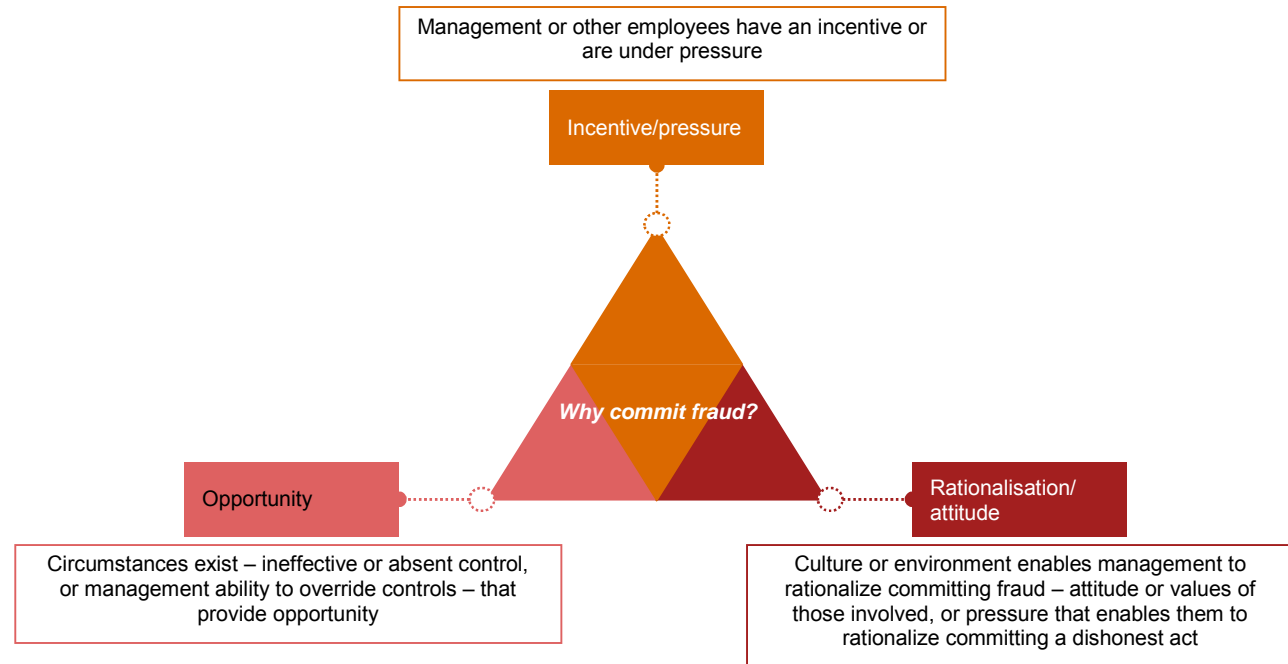 Management or other employees have an incentive or
are under pressure
Incentive/pressure
Why commit fraud?
Opportunity
Circumstances exist – ineffective or absent control,
or management ability to override controls – that
provide opportunity
Rationalisation/
attitude
Culture or environment enables management to
rationalize committing fraud – attitude or values of
those involved, or pressure that enables them to
rationalize committing a dishonest act